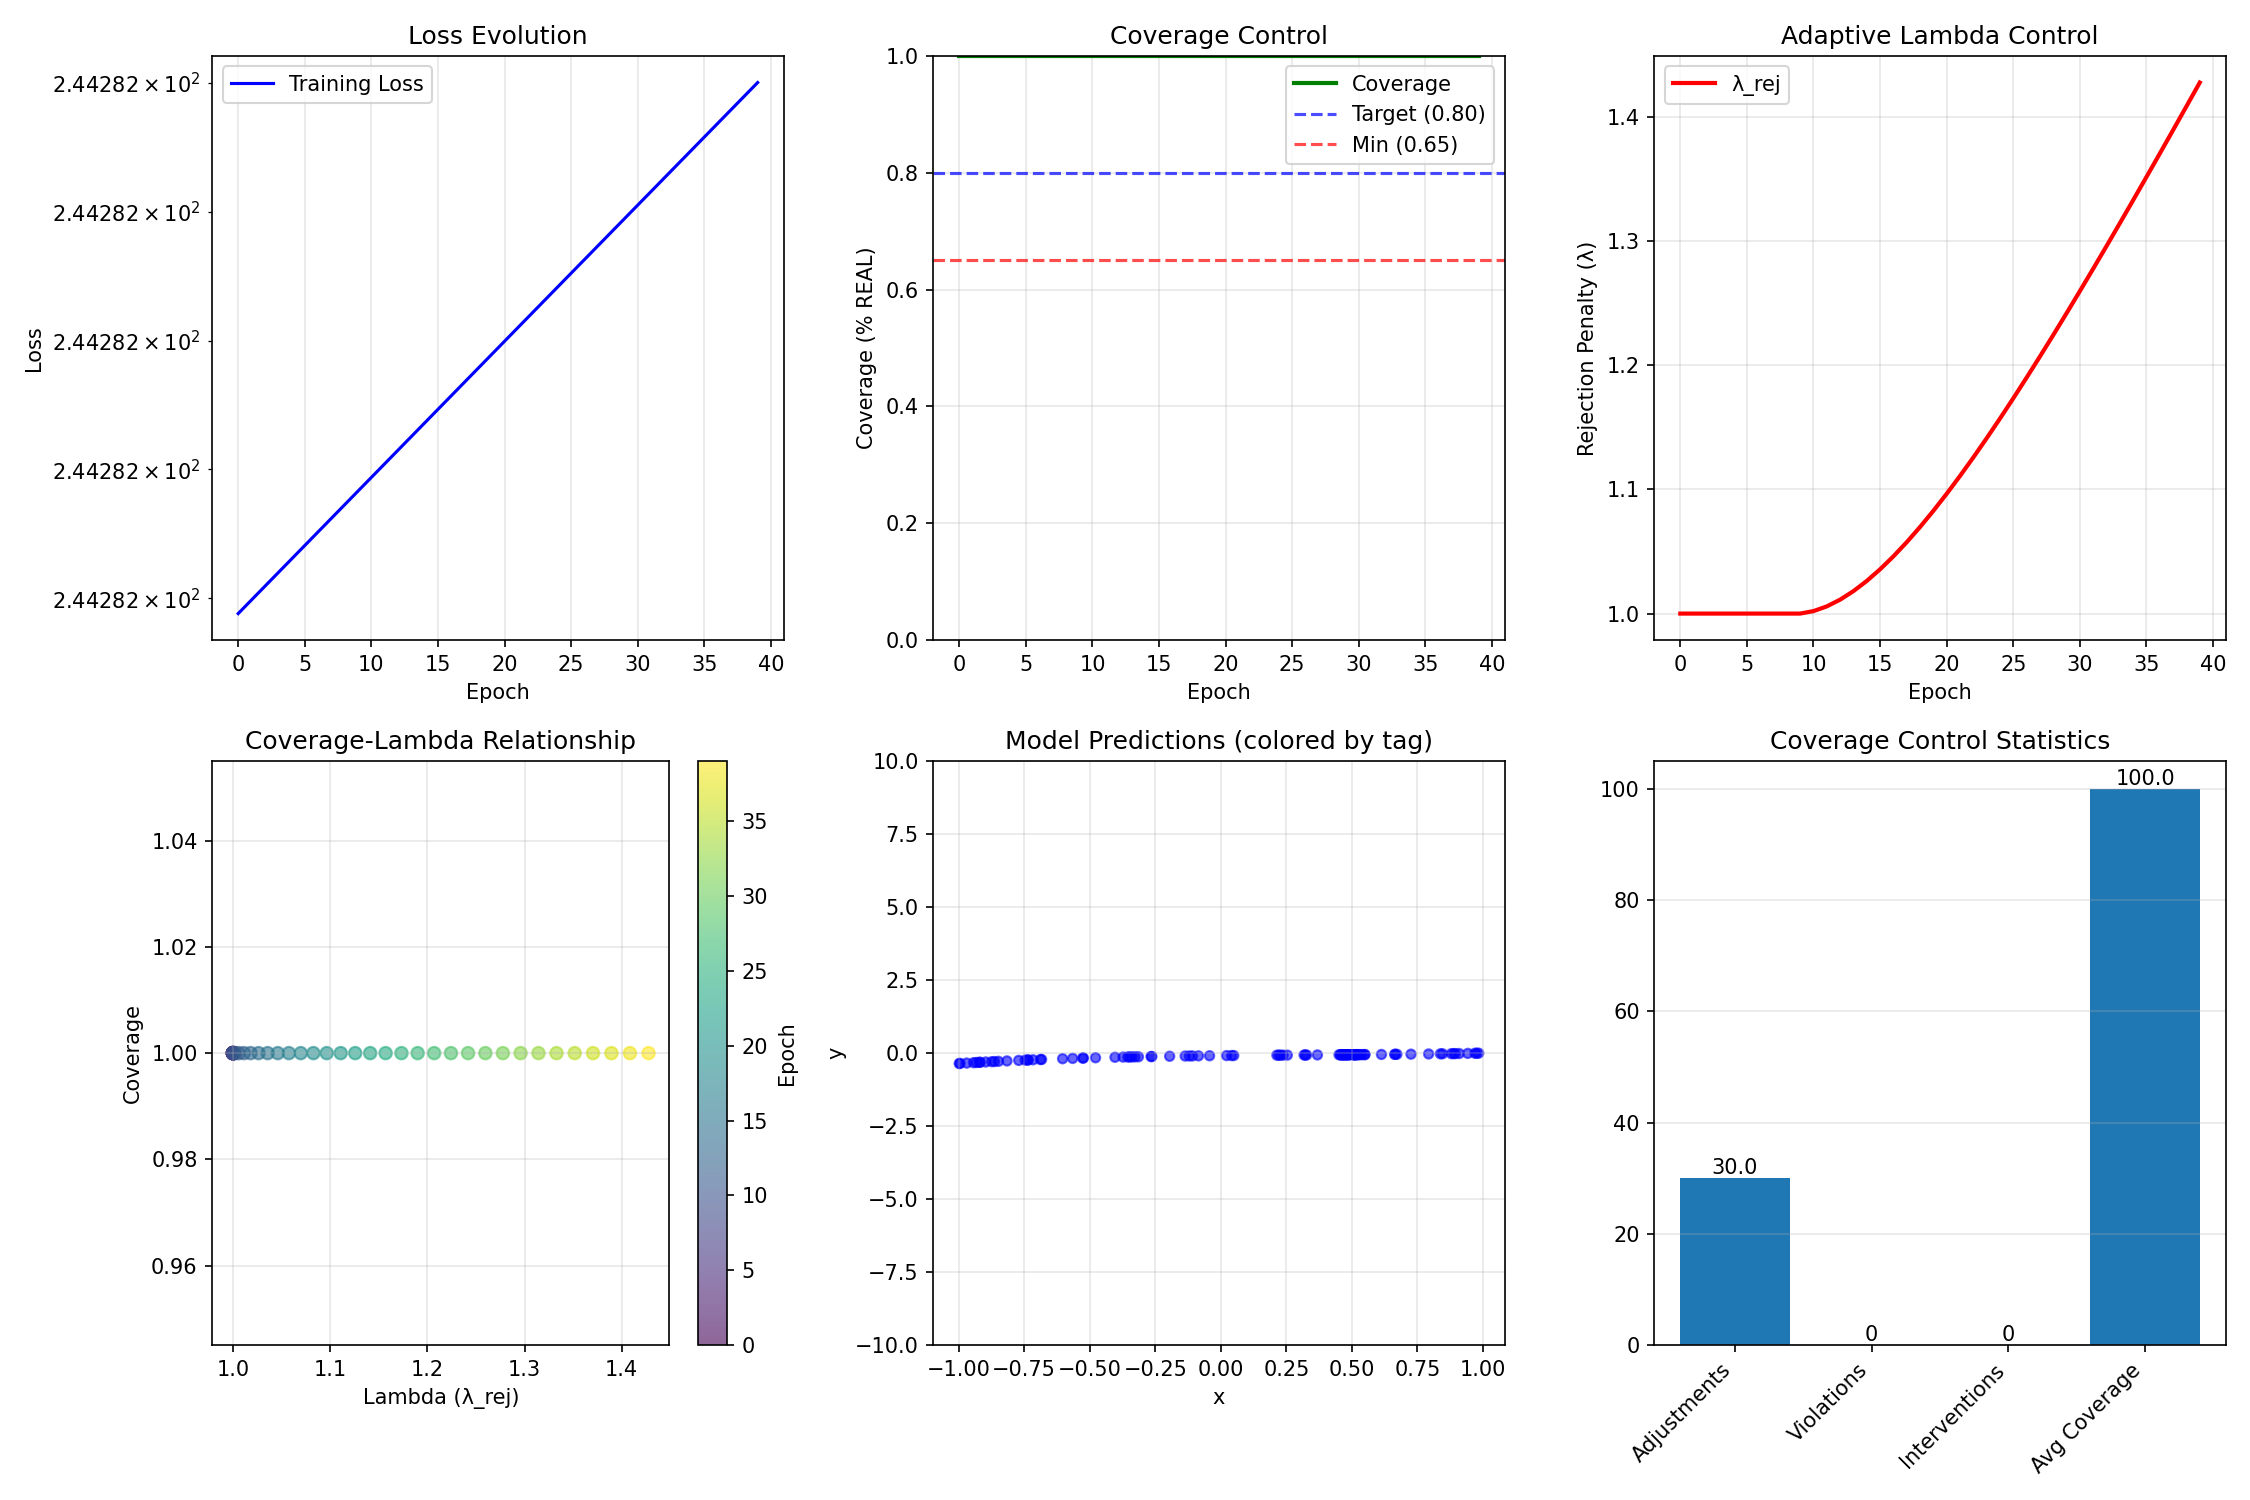 Loss Evolution
Training Loss
2.44282 × 10²
2.44282 × 10²
2.44282 × 10²
2.44282 × 10²
2.44282 × 10²
Loss
0 5 10 15 20 25 30 35 40
Epoch
Coverage Control
Coverage
Target (0.80)
Min (0.65)
1.0
0.8
0.6
0.4
0.2
0.0
Coverage (% REAL)
0 5 10 15 20 25 30 35 40
Epoch
Adaptive Lambda Control
λ_rej
1.4
1.3
1.2
1.1
1.0
Rejection Penalty (λ)
0 5 10 15 20 25 30 35 40
Epoch
Coverage-Lambda Relationship
1.04
1.02
1.00
0.98
0.96
Coverage
1.0 1.1 1.2 1.3 1.4
Lambda (λ_rej)
35
30
25
20
15
10
5
0
Epoch
Model Predictions (colored by tag)
10.0
7.5
5.0
2.5
0.0
−2.5
−5.0
−7.5
−10.0
y
−1.00 −0.75 −0.50 −0.25 0.00 0.25 0.50 0.75 1.00
x
Coverage Control Statistics
100
80
60
40
20
0
30.0
0
0
100.0
Adjustments
Violations
Interventions
Avg Coverage